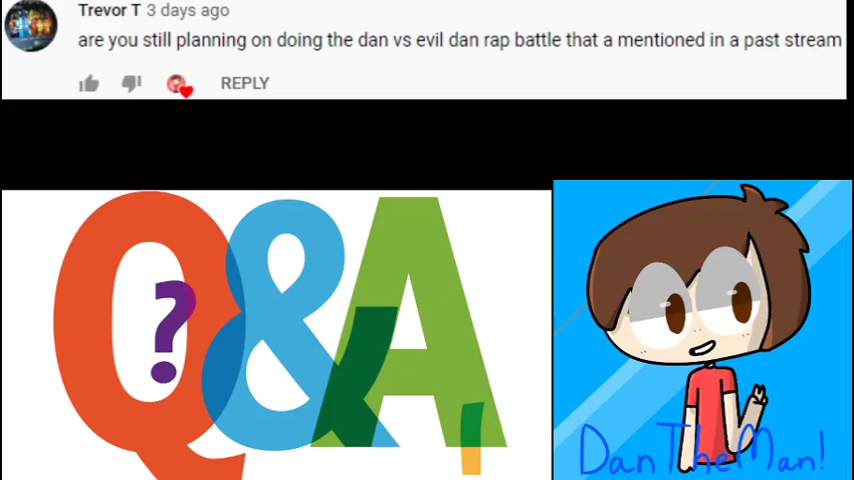 Trevor T 3 days ago
are you still planning on doing the dan vs evil dan rap battle that a mentioned in a past stream
REPLY
Q&A
?
DanTheMan!